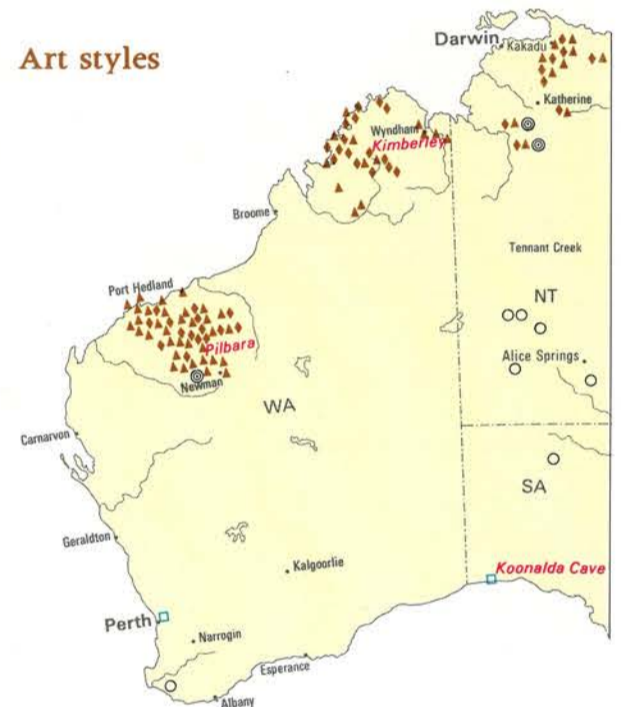 Art styles
Darwin
Kakadu
Katherine
Wyndham
Kimberley
Broome
Tennant Creek
Port Hedland
NT
Pilbara
Alice Springs
Newman
WA
Carnarvon
SA
Geraldton
Kalgoorlie
Koonalda Cave
Perth
Narrogin
Esperance
Albany